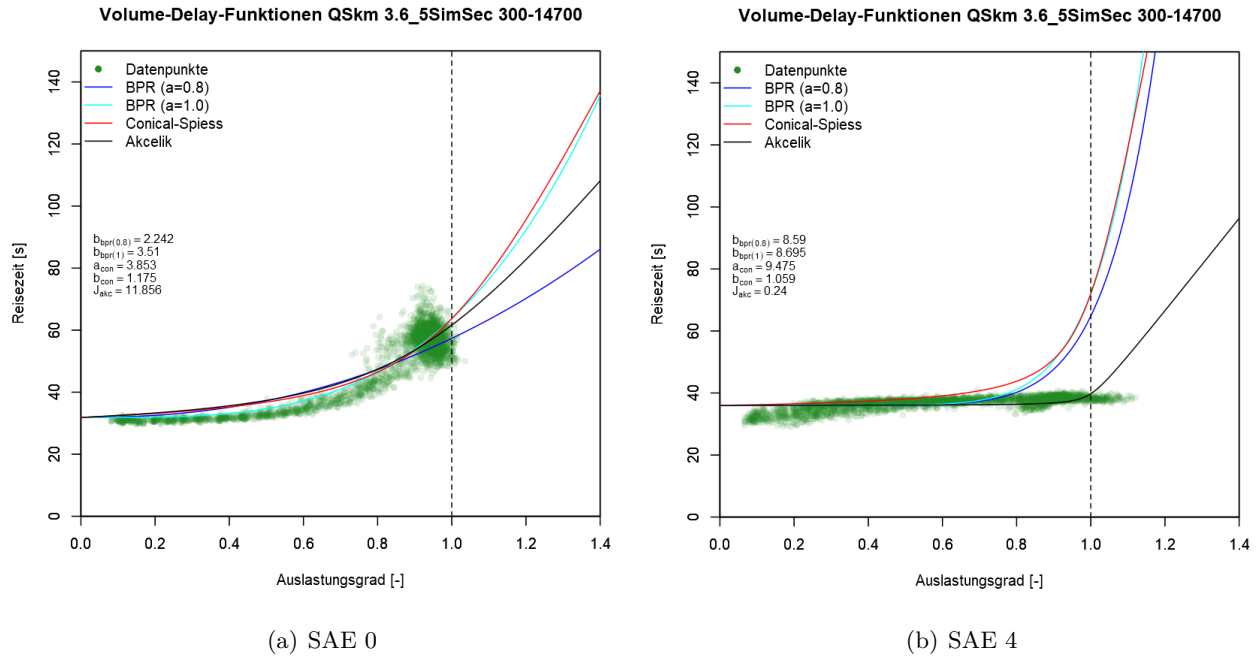 Volume-Delay-Funktionen QSkm 3.6_5SimSec 300-14700
Datenpunkte
BPR (a=0.8)
BPR (a=1.0)
Conical-Spiess
Akcelik
b_bpr(0.8) = 2.242
b_bpr(1) = 3.51
a_con = 3.853
b_con = 1.175
J_akc = 11.856
Reisezeit [s]
0 20 40 60 80 100 120 140
0.0 0.2 0.4 0.6 0.8 1.0 1.2 1.4
Auslastungsgrad [-]
(a) SAE 0
Volume-Delay-Funktionen QSkm 3.6_5SimSec 300-14700
Datenpunkte
BPR (a=0.8)
BPR (a=1.0)
Conical-Spiess
Akcelik
b_bpr(0.8) = 8.59
b_bpr(1) = 8.695
a_con = 9.475
b_con = 1.059
J_akc = 0.24
Reisezeit [s]
0 20 40 60 80 100 120 140
0.0 0.2 0.4 0.6 0.8 1.0 1.2 1.4
Auslastungsgrad [-]
(b) SAE 4